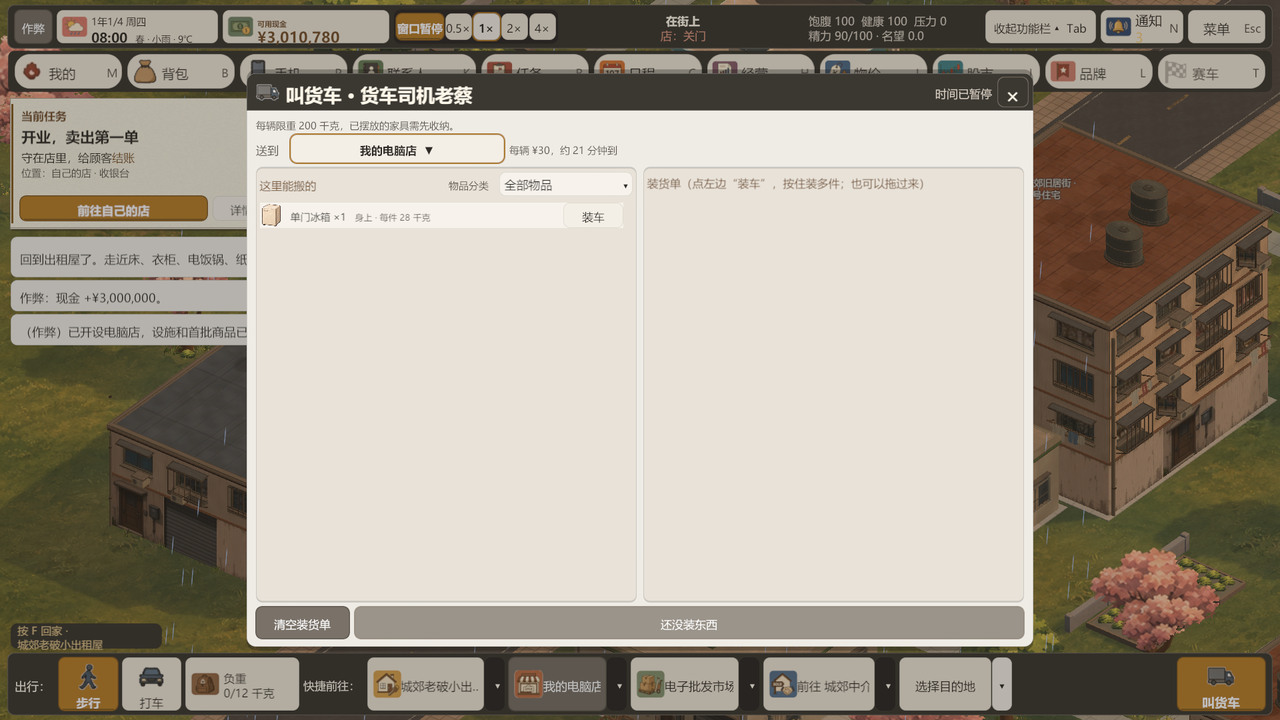 作弊
1年1/4 周四
08:00 春·小雨·9℃
可用现金
¥3,010,780
窗口暂停 0.5× 1× 2× 4×
在街上
店：关门
饱腹 100 健康 100 压力 0
精力 90/100 · 名望 0.0
收起功能栏 Tab
通知 N
3
菜单 Esc
我的 M
背包 B
品牌 L
赛车 T
当前任务
开业，卖出第一单
守在店里，给顾客结账
位置：自己的店 · 收银台
前往自己的店
回到出租屋了。走近床、衣柜、电饭锅、纸
作弊：现金 +¥3,000,000。
（作弊）已开设电脑店，设施和首批商品已
叫货车 · 货车司机老蔡
时间已暂停
每辆限重 200 千克，已摆放的家具需先收纳。
送到
我的电脑店 ▼
每辆 ¥30，约 21 分钟到
这里能搬的
物品分类
全部物品
单门冰箱 ×1 身上 · 每件 28 千克
装车
装货单（点左边“装车”，按住装多件；也可以拖过来）
清空装货单
还没装东西
郊旧居街 ·
号住宅
按 F 回家 ·
城郊老破小出租屋
出行：
步行
打车
负重
0/12 千克
快捷前往：
城郊老破小出..
我的电脑店
电子批发市场
前往 城郊中介
选择目的地
叫货车